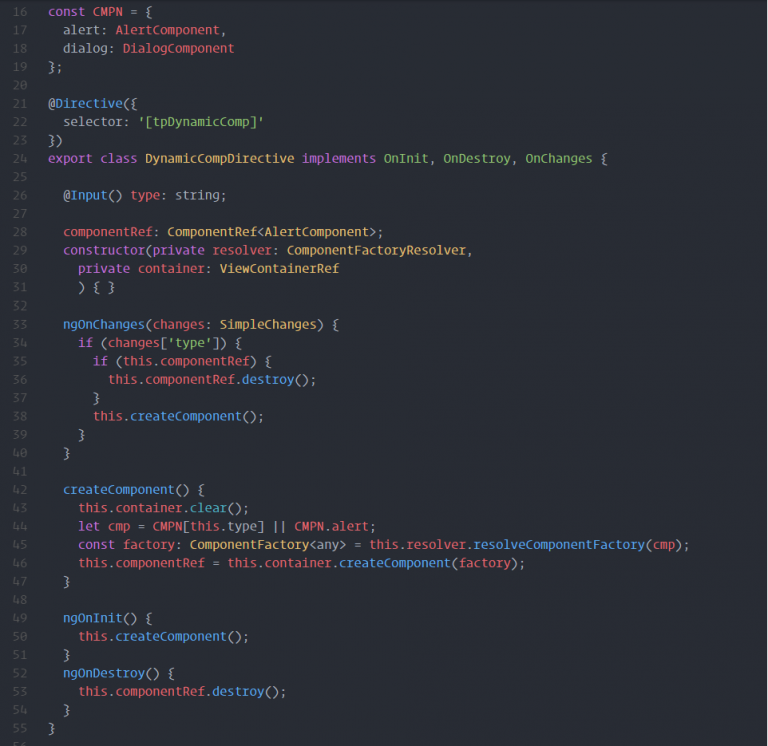 16 const CMPN = {
17   alert: AlertComponent,
18   dialog: DialogComponent
19 };
20
21 @Directive({
22   selector: '[tpDynamicComp]'
23 })
24 export class DynamicCompDirective implements OnInit, OnDestroy, OnChanges {
25
26   @Input() type: string;
27
28   componentRef: ComponentRef<AlertComponent>;
29   constructor(private resolver: ComponentFactoryResolver,
30     private container: ViewContainerRef
31     ) { }
32
33   ngOnChanges(changes: SimpleChanges) {
34     if (changes['type']) {
35       if (this.componentRef) {
36         this.componentRef.destroy();
37       }
38       this.createComponent();
39     }
40   }
41
42   createComponent() {
43     this.container.clear();
44     let cmp = CMPN[this.type] || CMPN.alert;
45     const factory: ComponentFactory<any> = this.resolver.resolveComponentFactory(cmp);
46     this.componentRef = this.container.createComponent(factory);
47   }
48
49   ngOnInit() {
50     this.createComponent();
51   }
52   ngOnDestroy() {
53     this.componentRef.destroy();
54   }
55 }
56